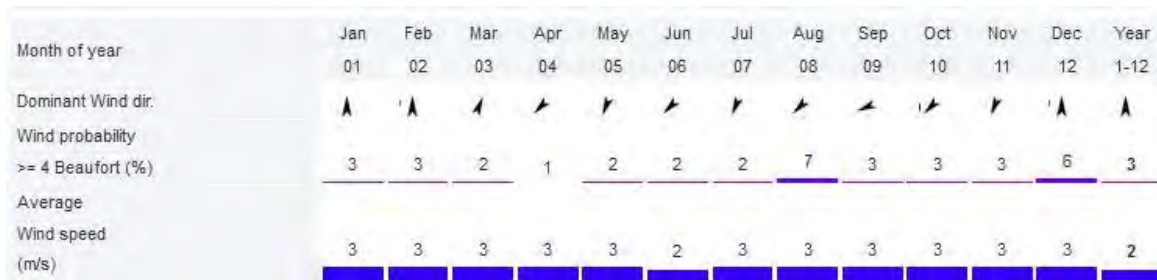 Month of year
Jan Feb Mar Apr May Jun Jul Aug Sep Oct Nov Dec Year
01 02 03 04 05 06 07 08 09 10 11 12 1-12
Dominant Wind dir.
Wind probability
>= 4 Beaufort (%) 3 3 2 1 2 2 2 7 3 3 3 6 3
Average
Wind speed
(m/s) 3 3 3 3 3 2 3 3 3 3 3 3 2